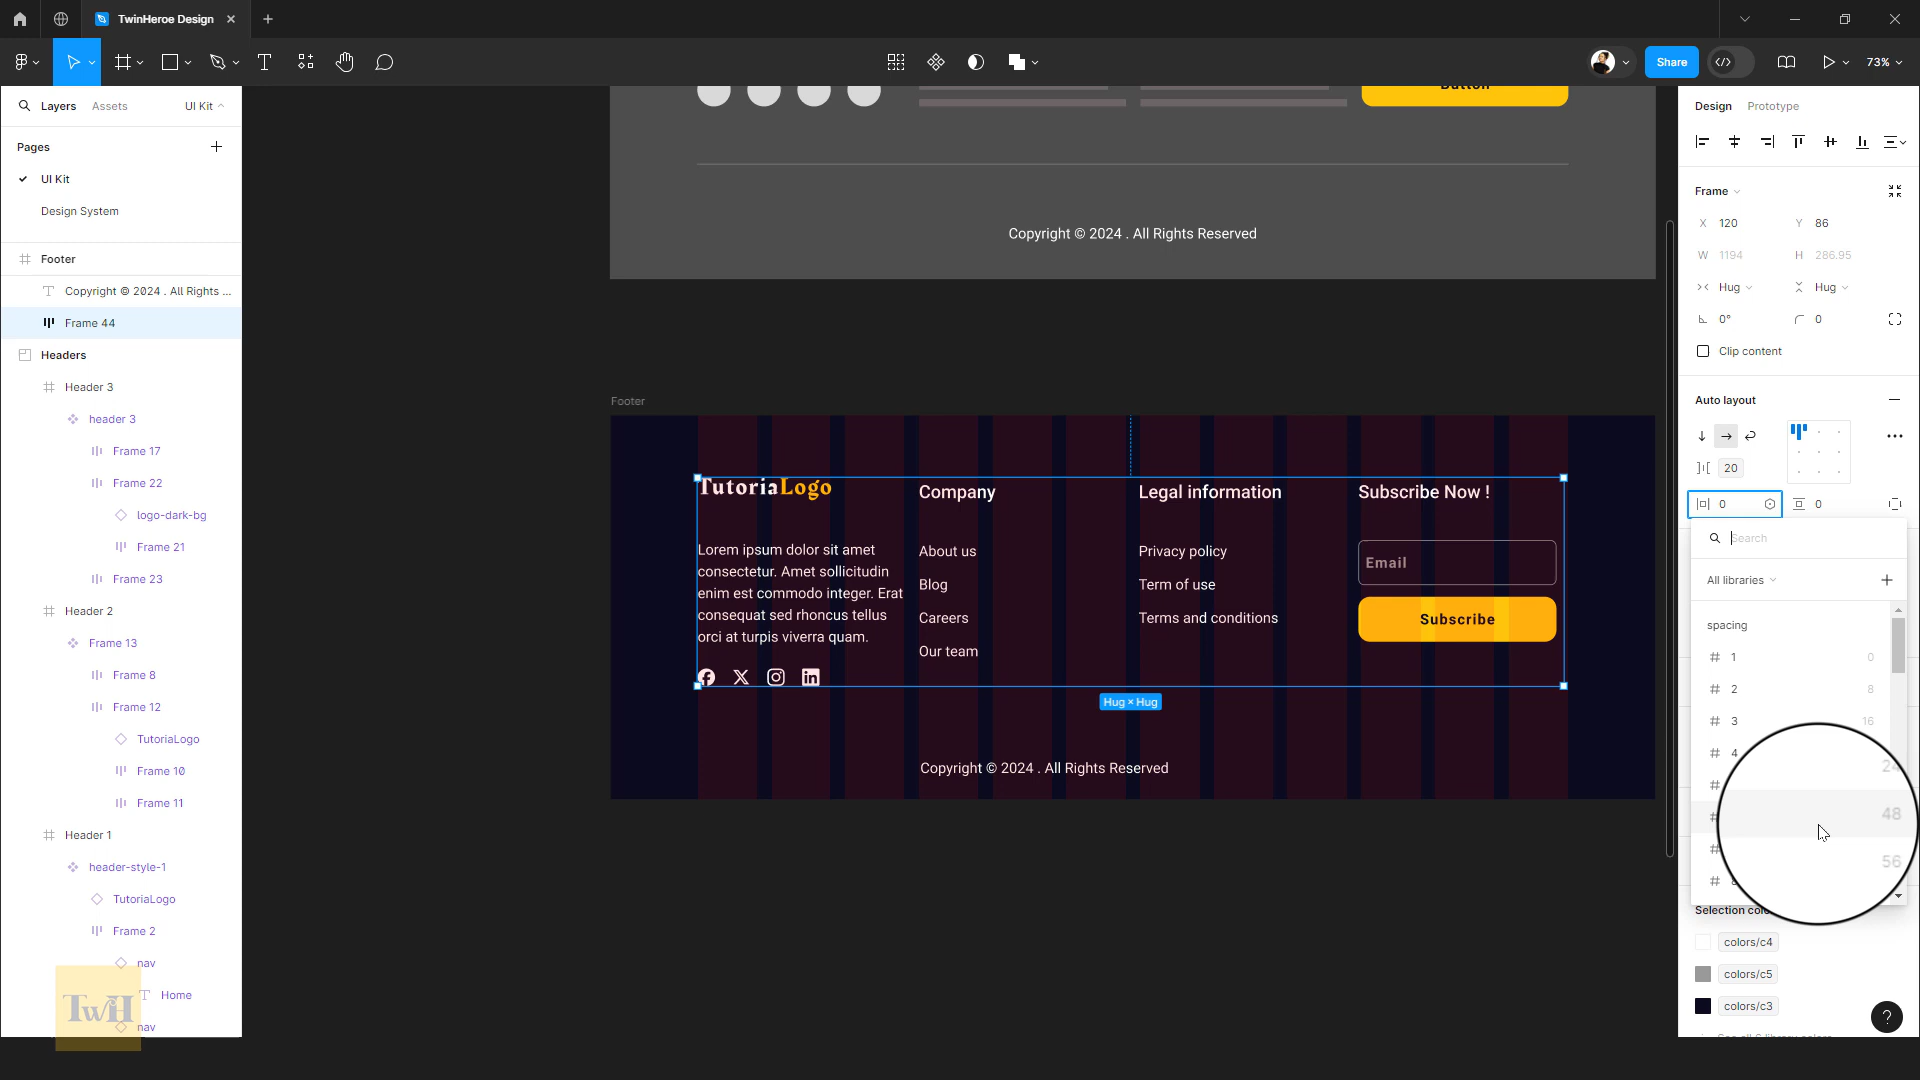 TwinHeroe Design
Share
73%
Layers
Assets
UI Kit
Pages
UI Kit
Design System
Footer
Copyright © 2024 . All Rights ...
Frame 44
Headers
Header 3
header 3
Frame 17
Frame 22
logo-dark-bg
Frame 21
Frame 23
Header 2
Frame 13
Frame 8
Frame 12
TutoriaLogo
Frame 10
Frame 11
Header 1
header-style-1
TutoriaLogo
Frame 2
nav
Home
nav
TwH
Button
Copyright © 2024 . All Rights Reserved
Footer
TutoriaLogo
Company
Legal information
Subscribe Now !
Lorem ipsum dolor sit amet
consectetur. Amet sollicitudin
enim est commodo integer. Erat
consequat sed rhoncus tellus
orci at turpis viverra quam.
About us
Blog
Careers
Our team
Privacy policy
Term of use
Terms and conditions
Email
Subscribe
Hug × Hug
Copyright © 2024 . All Rights Reserved
Design
Prototype
Frame
X 120
Y 86
W 1194
H 286.95
Hug
Hug
0°
0
Clip content
Auto layout
20
0
0
Search
All libraries
spacing
1 0
2 8
3 16
4
24
48
56
Selection colo
colors/c4
colors/c5
colors/c3
?